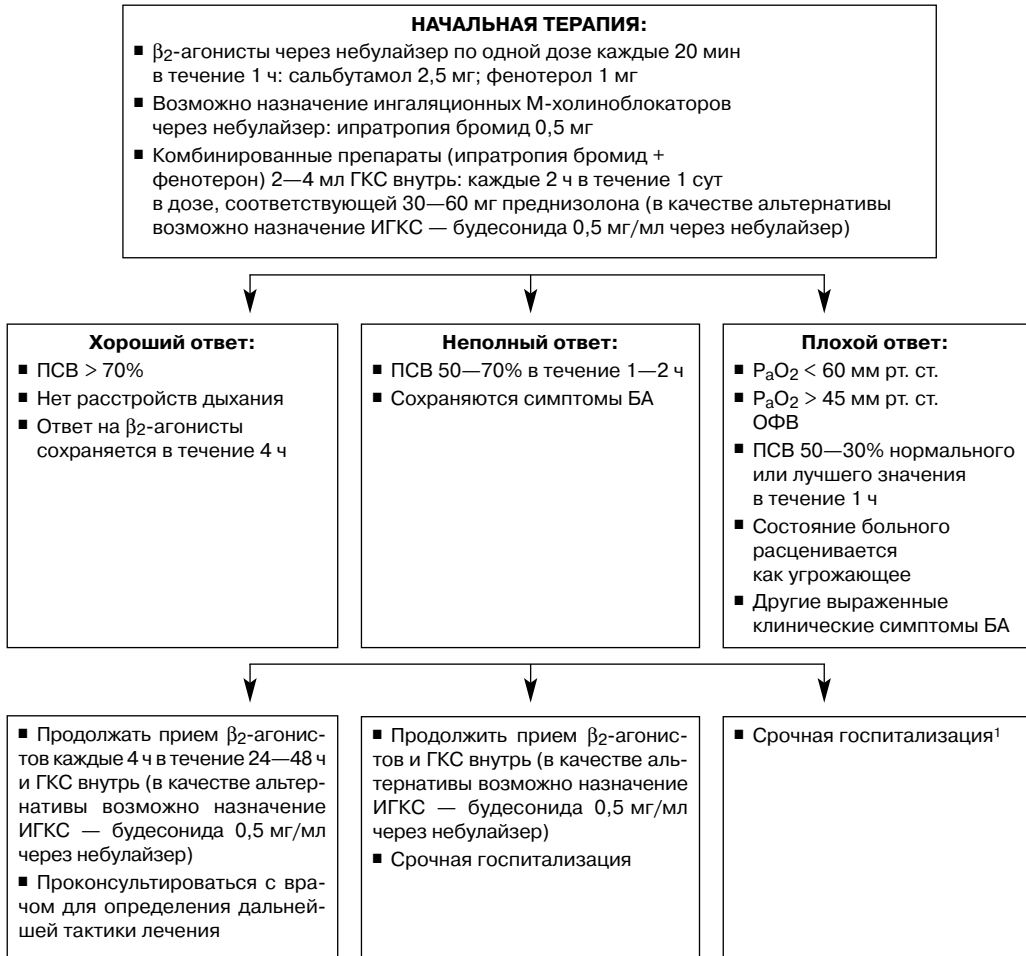 НАЧАЛЬНАЯ ТЕРАПИЯ:
■ β2-агонисты через небулайзер по одной дозе каждые 20 мин
в течение 1 ч: сальбутамол 2,5 мг; фенотерол 1 мг
■ Возможно назначение ингаляционных М-холиноблокаторов
через небулайзер: ипратропия бромид 0,5 мг
■ Комбинированные препараты (ипратропия бромид +
фенотерон) 2—4 мл ГКС внутрь: каждые 2 ч в течение 1 сут
в дозе, соответствующей 30—60 мг преднизолона (в качестве альтернативы
возможно назначение ИГКС — будесонида 0,5 мг/мл через небулайзер)
Хороший ответ:
■ ПСВ > 70%
■ Нет расстройств дыхания
■ Ответ на β2-агонисты
сохраняется в течение 4 ч
Неполный ответ:
■ ПСВ 50—70% в течение 1—2 ч
■ Сохраняются симптомы БА
Плохой ответ:
■ PaO2 < 60 мм рт. ст.
■ PaO2 > 45 мм рт. ст.
ОФВ
■ ПСВ 50—30% нормального
или лучшего значения
в течение 1 ч
■ Состояние больного
расценивается
как угрожающее
■ Другие выраженные
клинические симптомы БА
■ Продолжать прием β2-агонис-
тов каждые 4 ч в течение 24—48 ч
и ГКС внутрь (в качестве альтер-
нативы возможно назначение
ИГКС — будесонида 0,5 мг/мл
через небулайзер)
■ Проконсультироваться с вра-
чом для определения дальней-
шей тактики лечения
■ Продолжить прием β2-агонис-
тов и ГКС внутрь (в качестве аль-
тернативы возможно назначение
ИГКС — будесонида 0,5 мг/мл
через небулайзер)
■ Срочная госпитализация
■ Срочная госпитализация¹